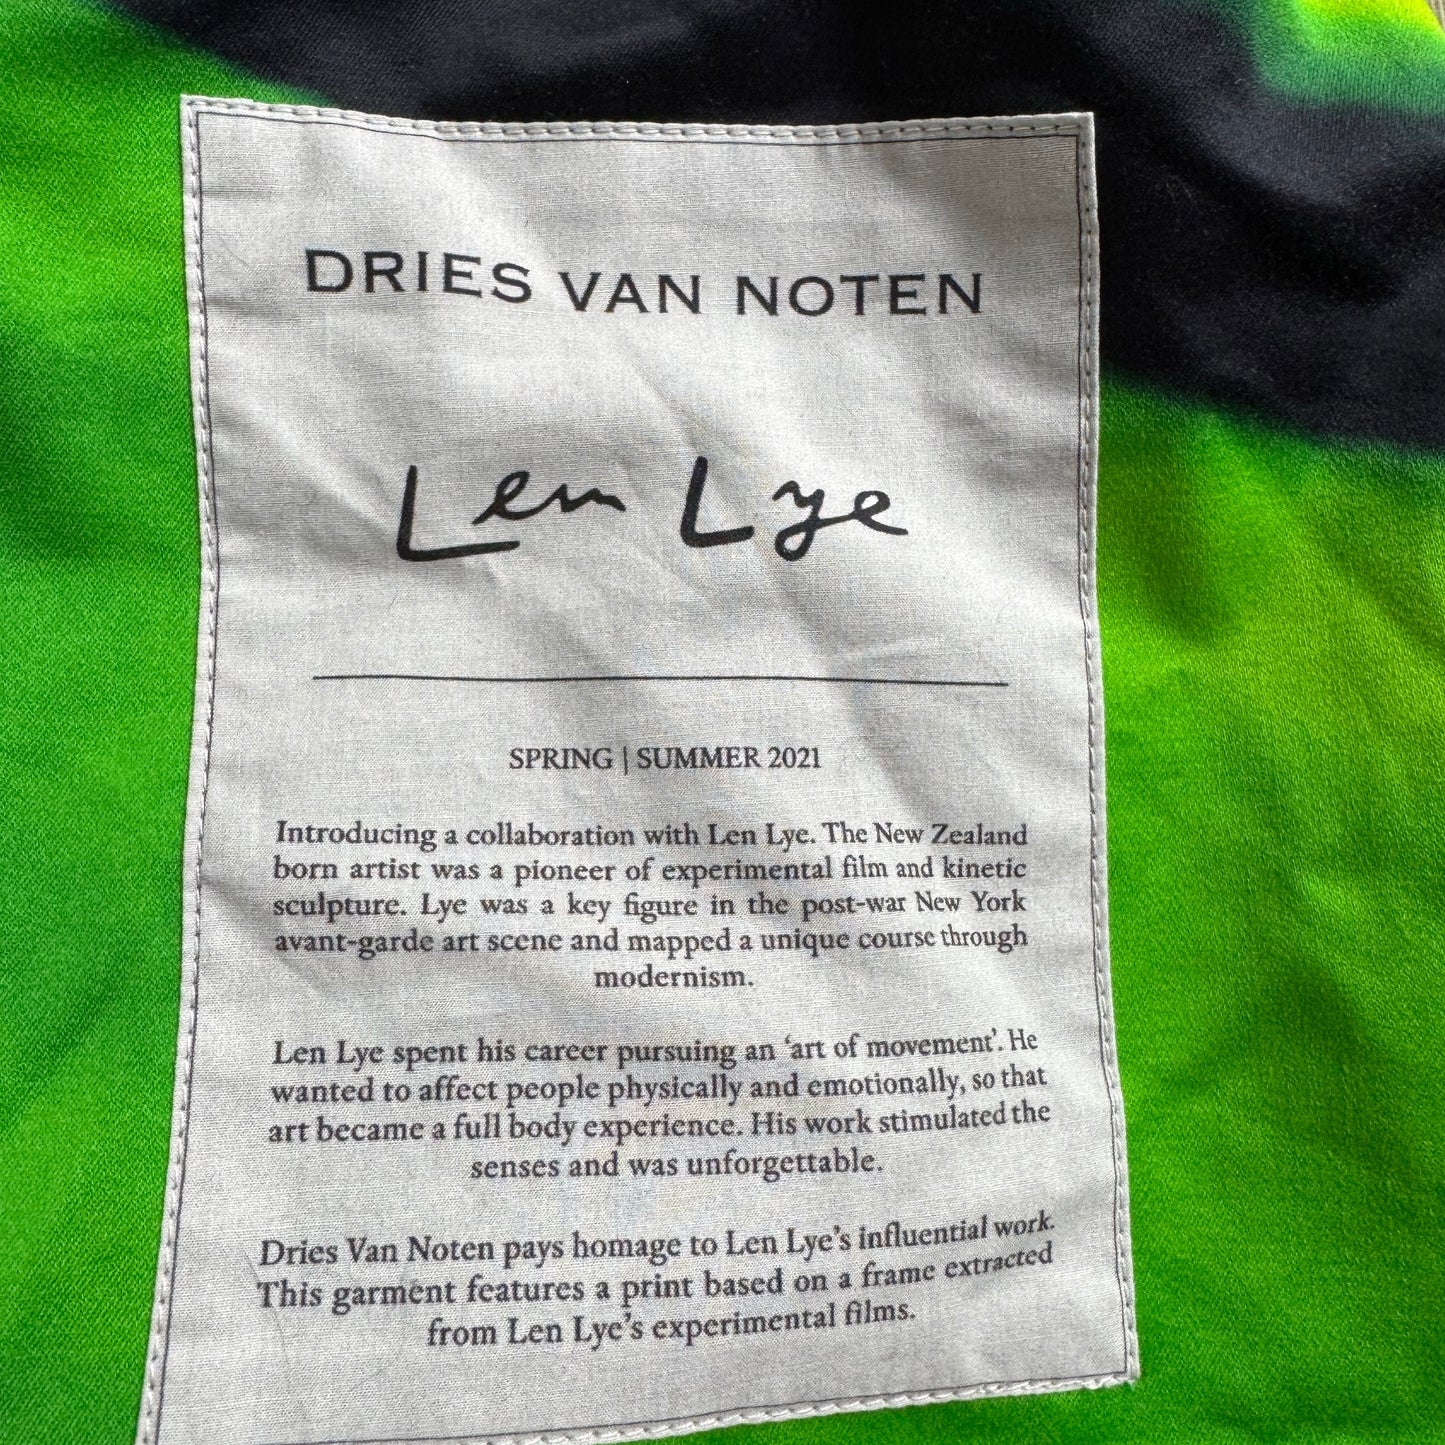 DRIES VAN NOTEN
Len Lye
SPRING | SUMMER 2021
Introducing a collaboration with Len Lye. The New Zealand
born artist was a pioneer of experimental film and kinetic
sculpture. Lye was a key figure in the post-war New York
avant-garde art scene and mapped a unique course through
modernism.
Len Lye spent his career pursuing an ‘art of movement’. He
wanted to affect people physically and emotionally, so that
art became a full body experience. His work stimulated the
senses and was unforgettable.
Dries Van Noten pays homage to Len Lye’s influential work.
This garment features a print based on a frame extracted
from Len Lye’s experimental films.